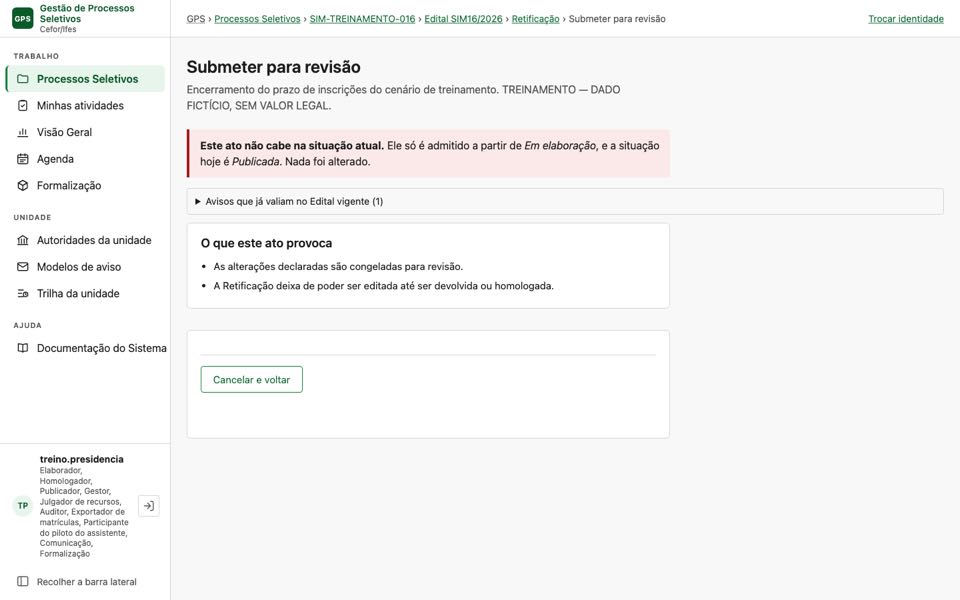 GPS
Gestão de Processos
Seletivos
Cefor/Ifes
GPS › Processos Seletivos › SIM-TREINAMENTO-016 › Edital SIM16/2026 › Retificação › Submeter para revisão
Trocar identidade
TRABALHO
Processos Seletivos
Minhas atividades
Visão Geral
Agenda
Formalização
UNIDADE
Autoridades da unidade
Modelos de aviso
Trilha da unidade
AJUDA
Documentação do Sistema
Submeter para revisão
Encerramento do prazo de inscrições do cenário de treinamento. TREINAMENTO — DADO
FICTÍCIO, SEM VALOR LEGAL.
Este ato não cabe na situação atual. Ele só é admitido a partir de Em elaboração, e a situação
hoje é Publicada. Nada foi alterado.
Avisos que já valiam no Edital vigente (1)
O que este ato provoca
• As alterações declaradas são congeladas para revisão.
• A Retificação deixa de poder ser editada até ser devolvida ou homologada.
Cancelar e voltar
TP
treino.presidencia
Elaborador,
Homologador,
Publicador, Gestor,
Julgador de recursos,
Auditor, Exportador de
matrículas, Participante
do piloto do assistente,
Comunicação,
Formalização
Recolher a barra lateral